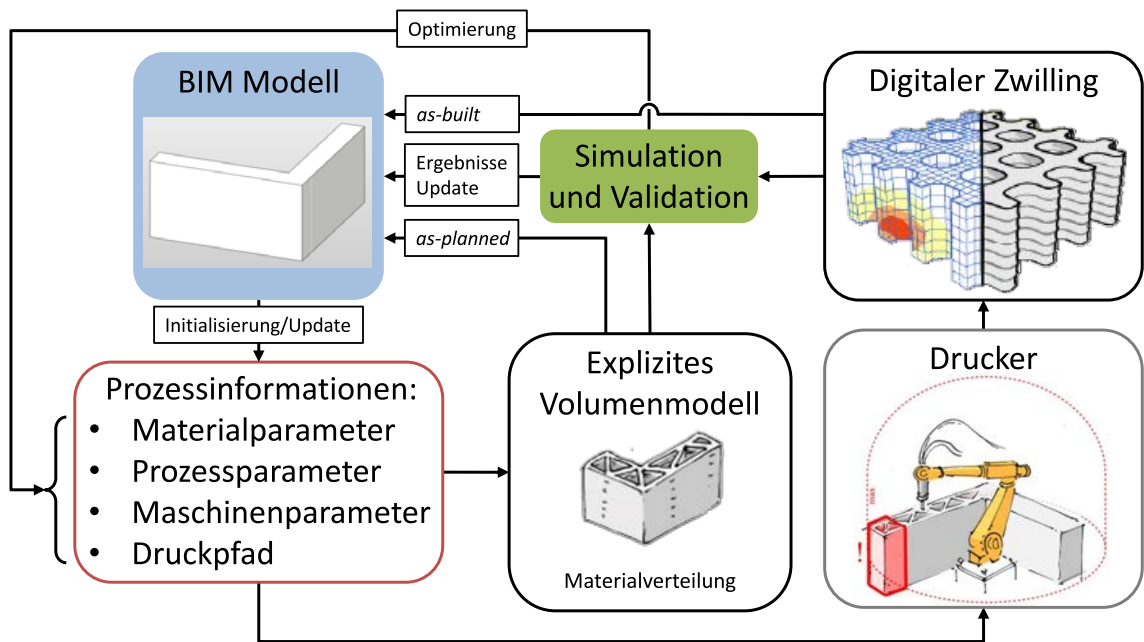 Optimierung
BIM Modell
as-built
Ergebnisse
Update
as-planned
Simulation
und Validation
Digitaler Zwilling
Initialisierung/Update
Prozessinformationen:
• Materialparameter
• Prozessparameter
• Maschinenparameter
• Druckpfad
Explizites
Volumenmodell
Materialverteilung
Drucker
max.
!